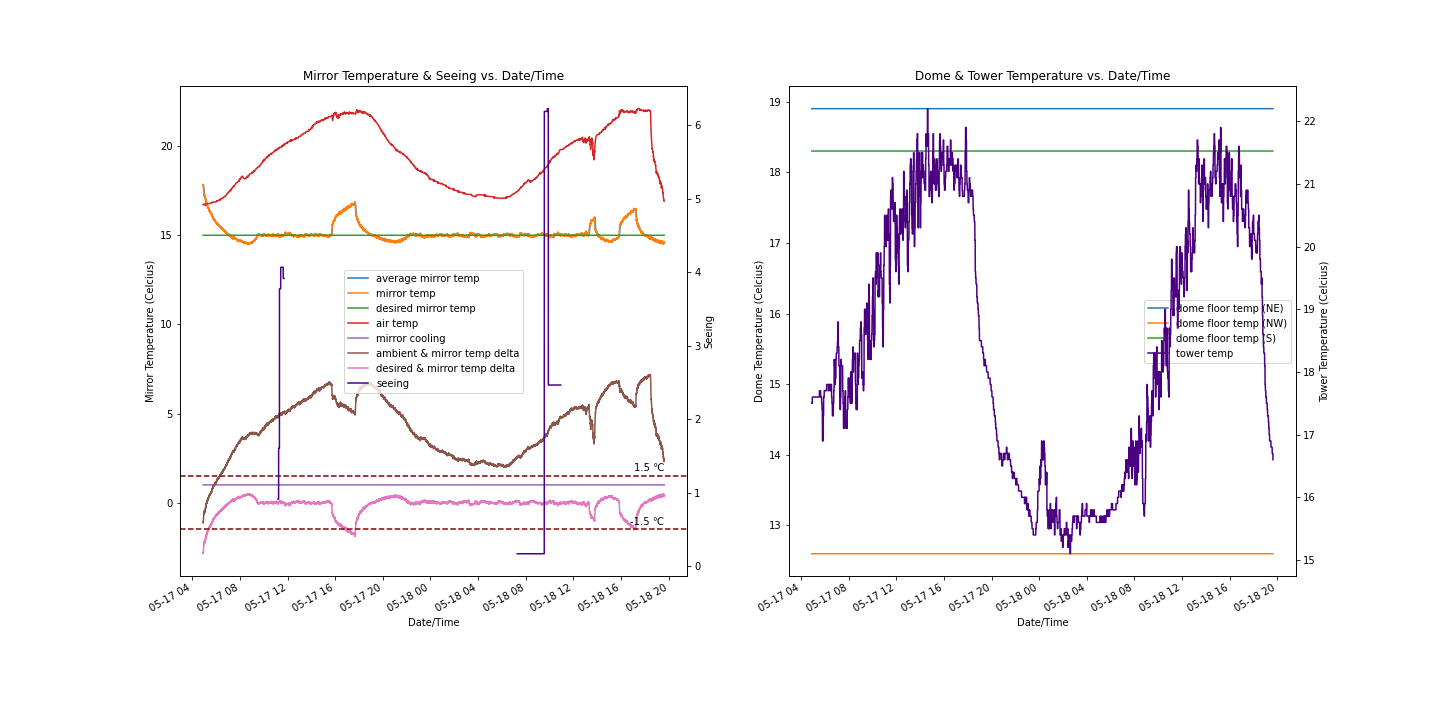 Mirror Temperature & Seeing vs. Date/Time
Mirror Temperature (Celcius)
20
15
10
5
0
6
5
4
3
2
1
0
Seeing
average mirror temp
mirror temp
desired mirror temp
air temp
mirror cooling
ambient & mirror temp delta
desired & mirror temp delta
seeing
1.5 ℃
-1.5 ℃
05-17 04
05-17 08
05-17 12
05-17 16
05-17 20
05-18 00
05-18 04
05-18 08
05-18 12
05-18 16
05-18 20
Date/Time
Dome & Tower Temperature vs. Date/Time
Dome Temperature (Celcius)
19
18
17
16
15
14
13
22
21
20
19
18
17
16
15
Tower Temperature (Celcius)
dome floor temp (NE)
dome floor temp (NW)
dome floor temp (S)
tower temp
05-17 04
05-17 08
05-17 12
05-17 16
05-17 20
05-18 00
05-18 04
05-18 08
05-18 12
05-18 16
05-18 20
Date/Time